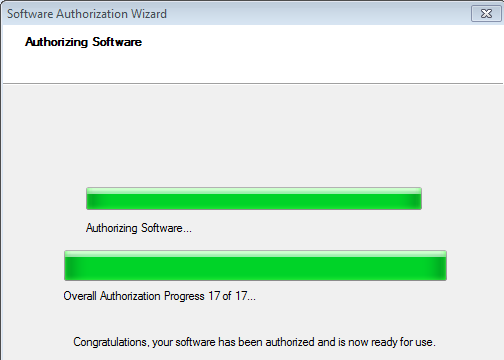 Software Authorization Wizard
Authorizing Software
Authorizing Software...
Overall Authorization Progress 17 of 17...
Congratulations, your software has been authorized and is now ready for use.